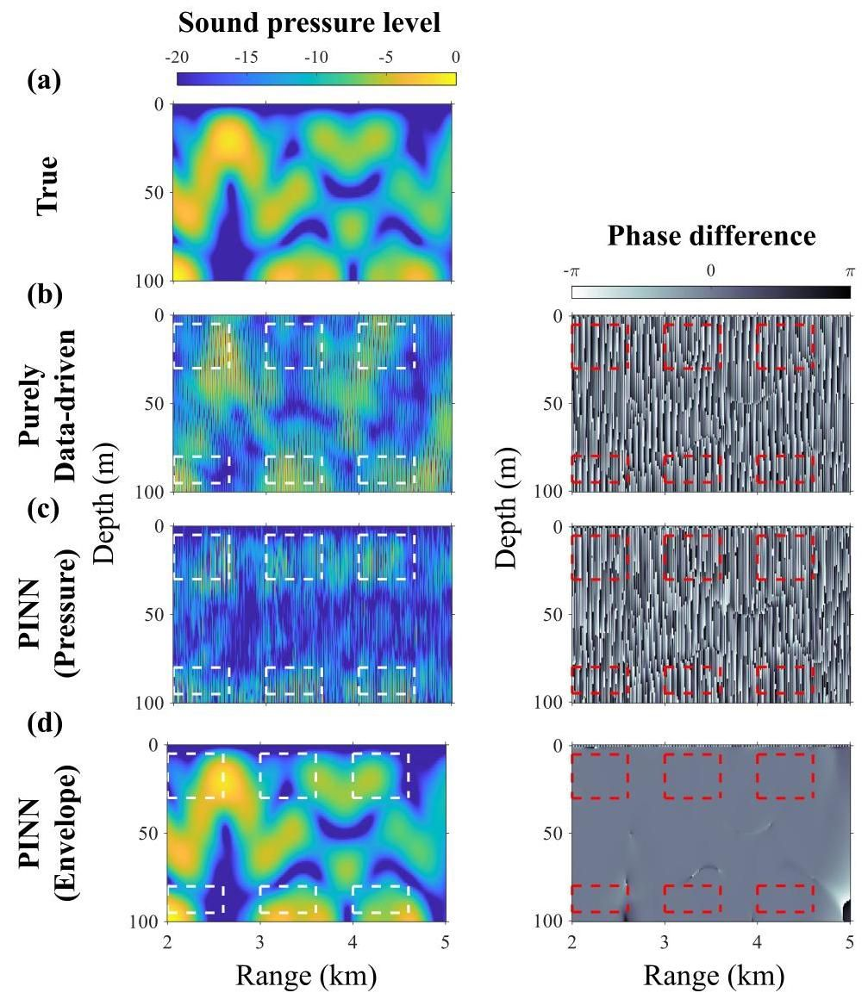 Sound pressure level
-20 -15 -10 -5 0
(a)
True
0
50
100
Phase difference
-π 0 π
(b)
Purely
Data-driven
0
50
100
0
50
100
Depth (m)
Depth (m)
(c)
PINN
(Pressure)
0
50
100
0
50
100
(d)
PINN
(Envelope)
0
50
100
0
50
100
2 3 4 5
2 3 4 5
Range (km)
Range (km)